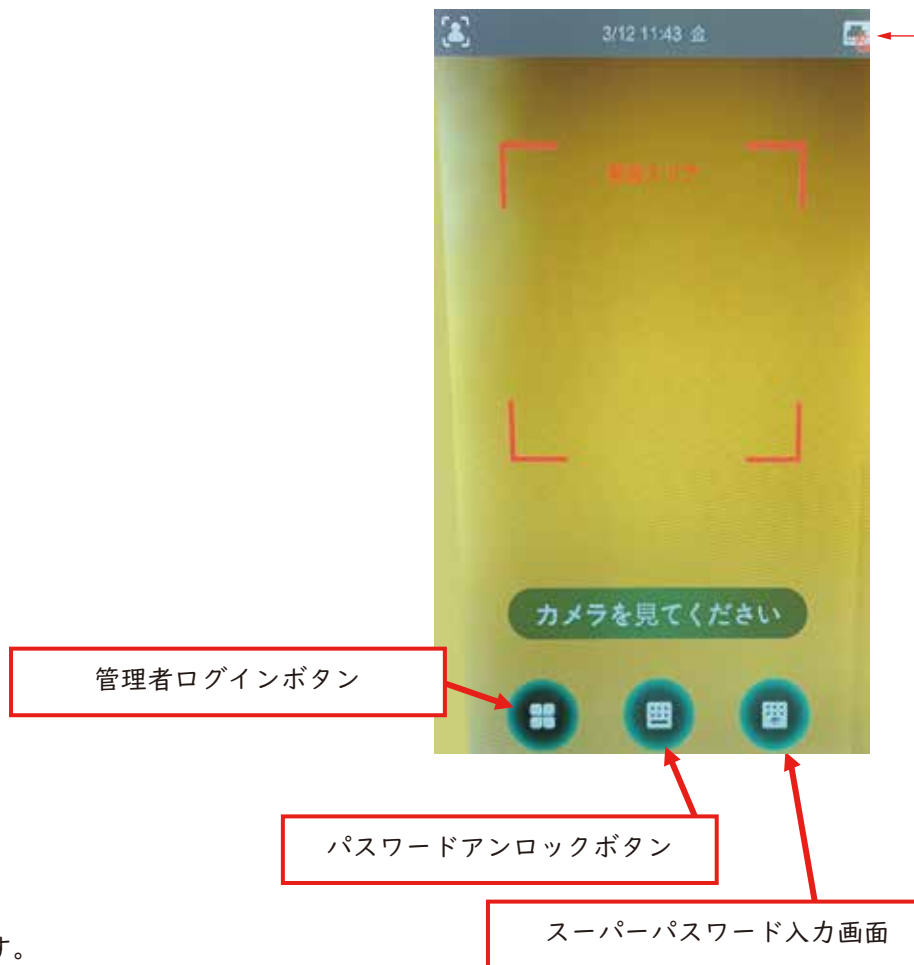 3/12 11:43 金
カメラを見てください
管理者ログインボタン
パスワードアンロックボタン
スーパーパスワード入力画面
す。